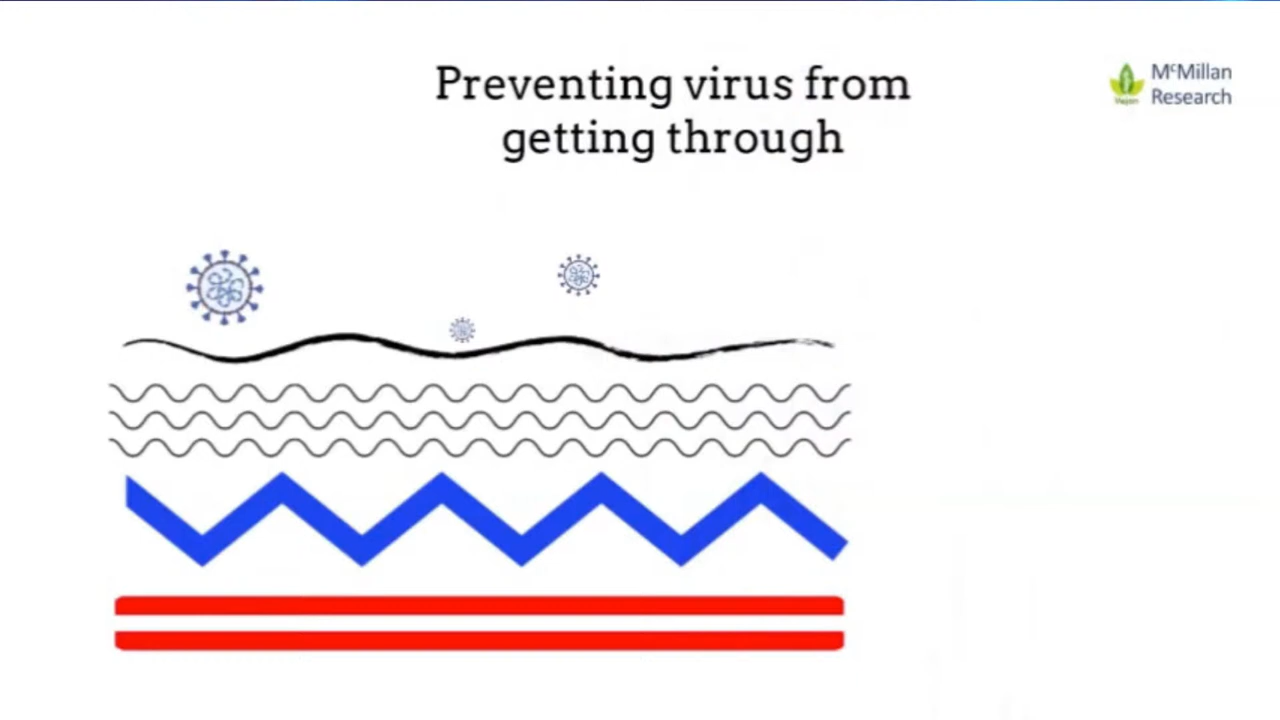 Preventing virus from
getting through
McMillan
Research